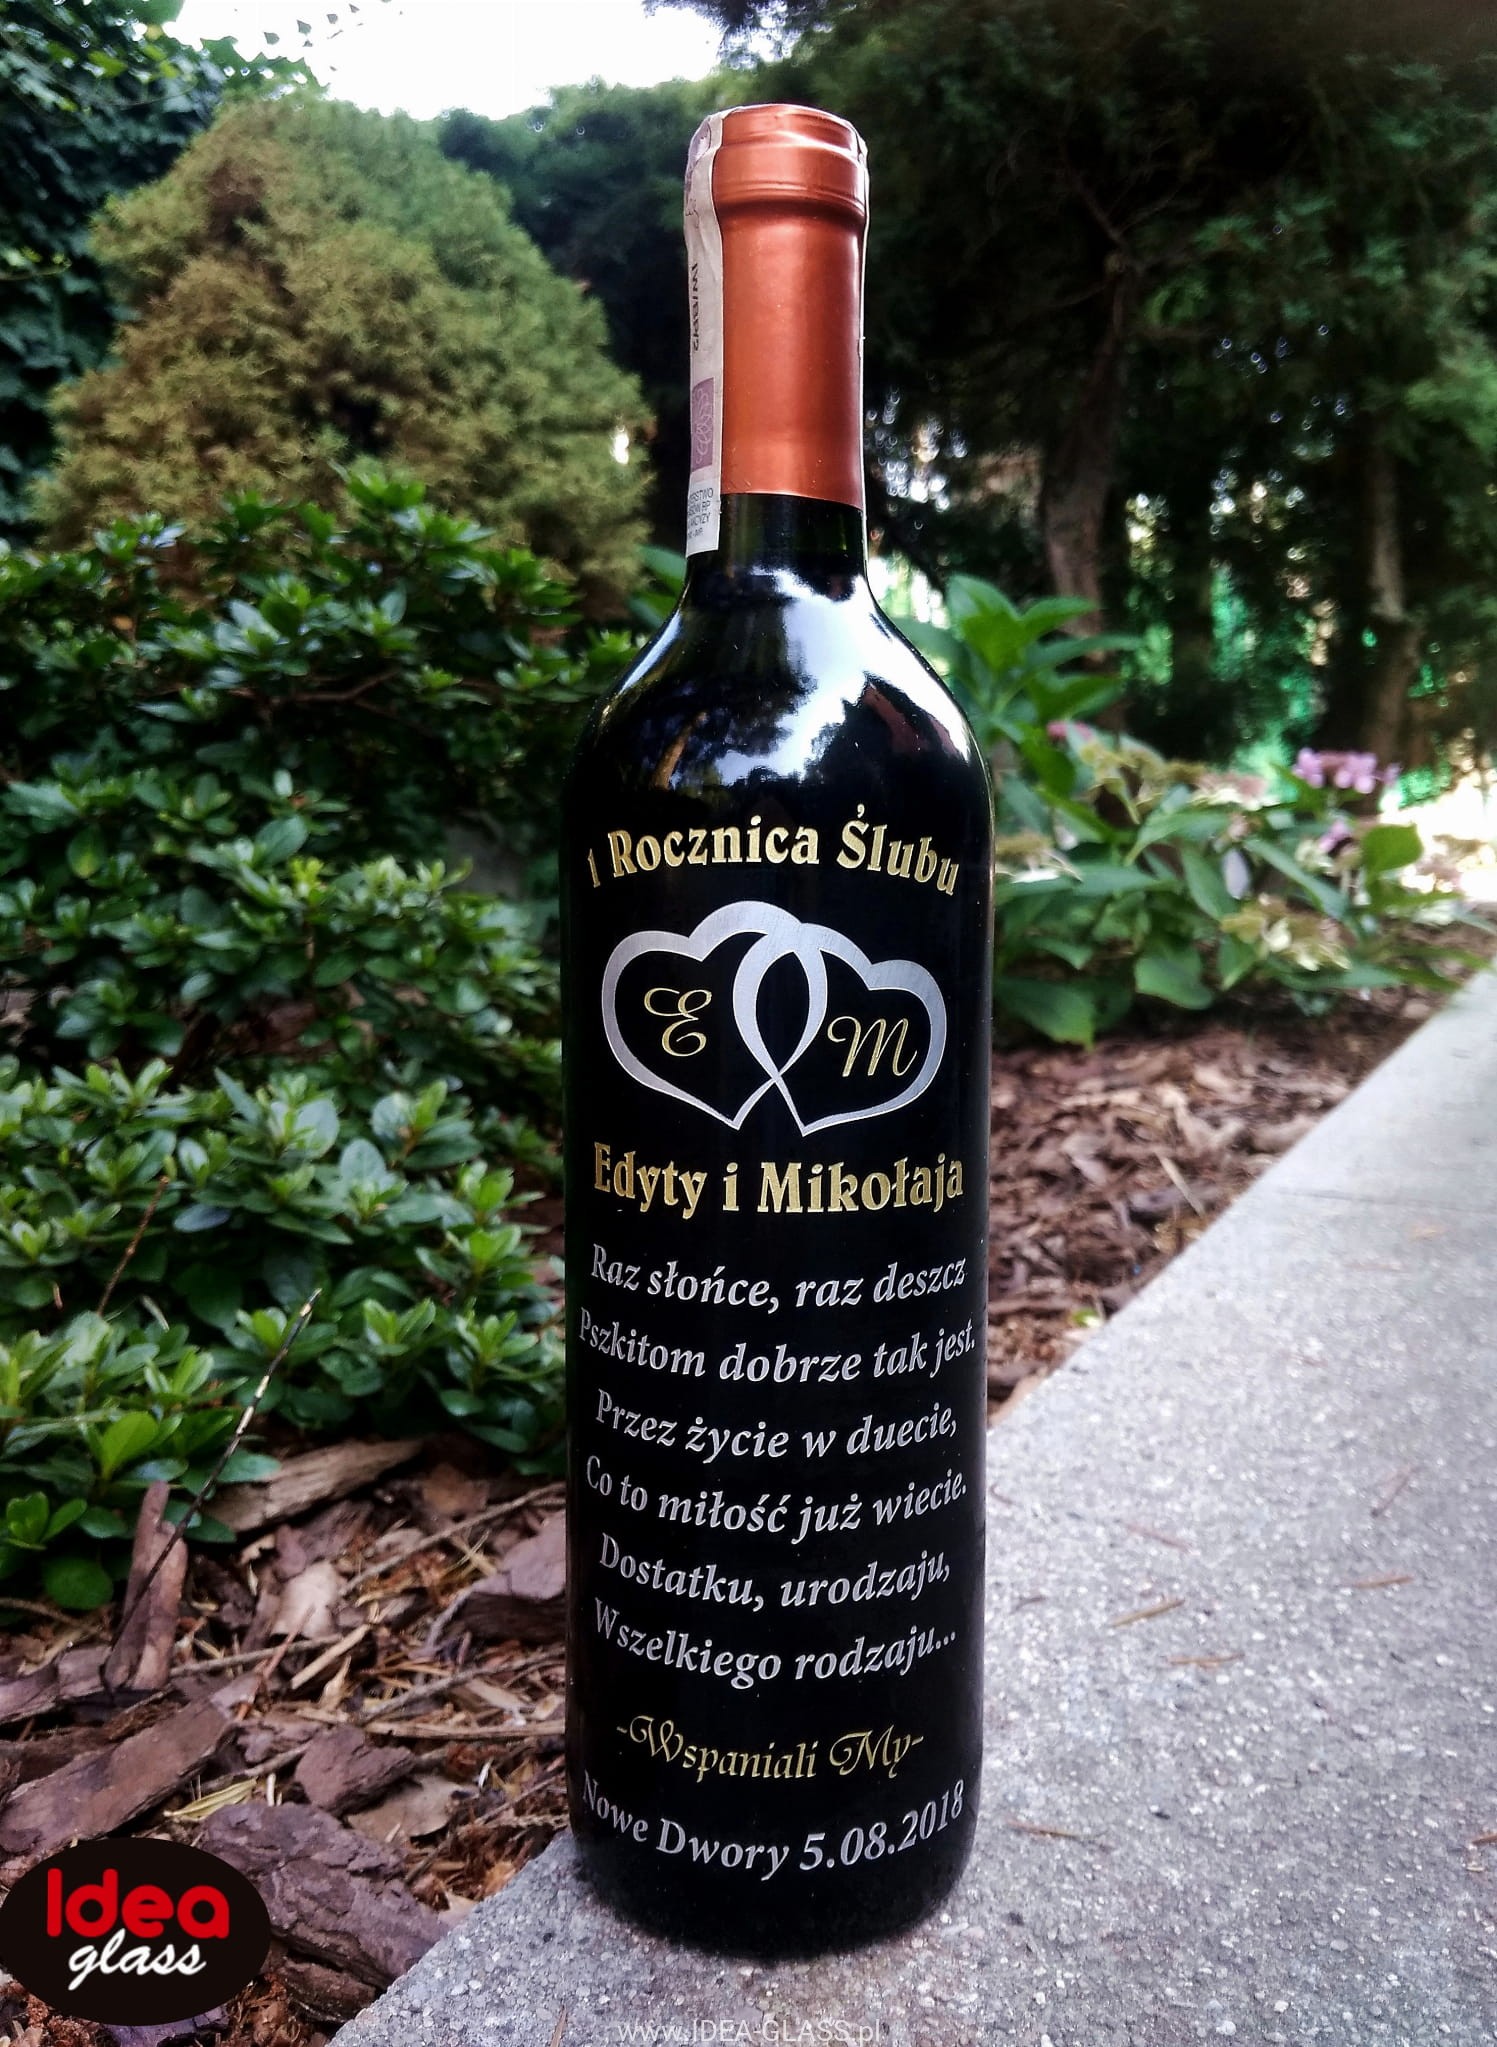 1 Rocznica Ślubu
E M
Edyty i Mikołaja
Raz słońce, raz deszcz
Pszkitom dobrze tak jest.
Przez życie w duecie,
Co to miłość już wiecie.
Dostatku, urodzaju,
Wszelkiego rodzaju...
-Wspaniali My-
Nowe Dwory 5.08.2018
Idea
glass
www.IDEA-GLASS.pl